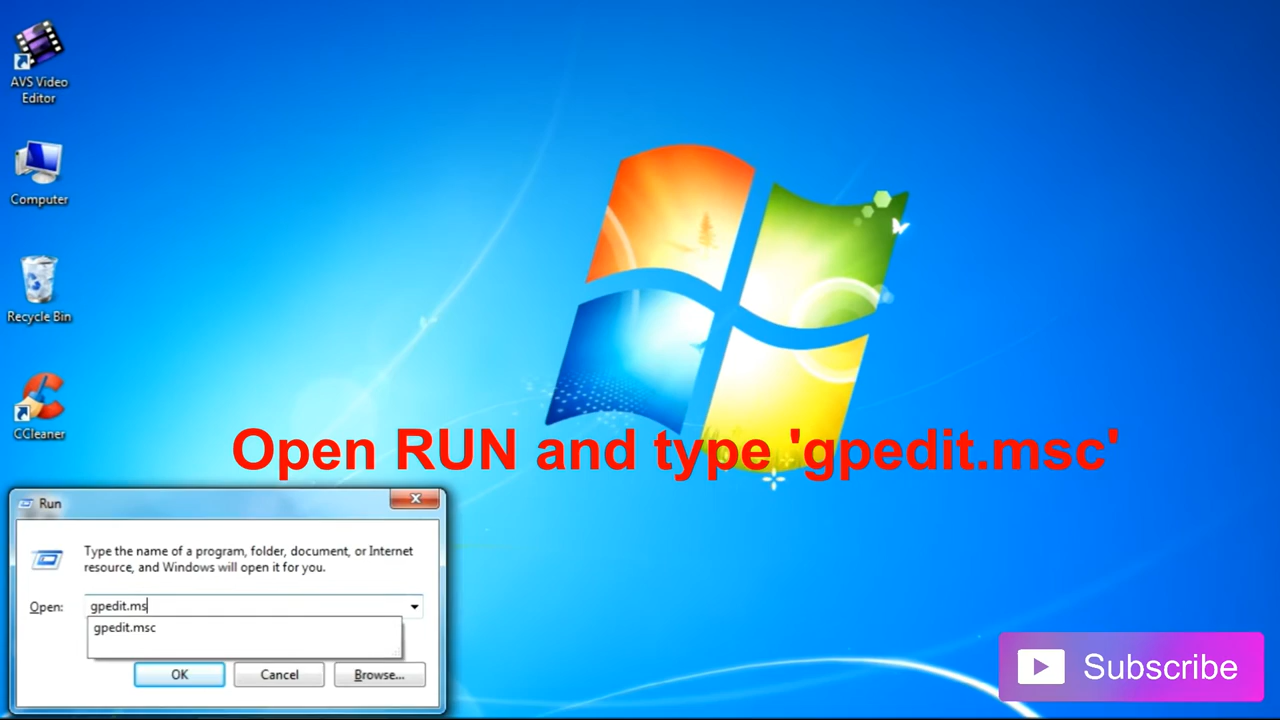 AVS Video
Editor
Computer
Recycle Bin
CCleaner
Open RUN and type 'gpedit.msc'
Run
Type the name of a program, folder, document, or Internet
resource, and Windows will open it for you.
Open: gpedit.ms
gpedit.msc
OK Cancel Browse...
Subscribe